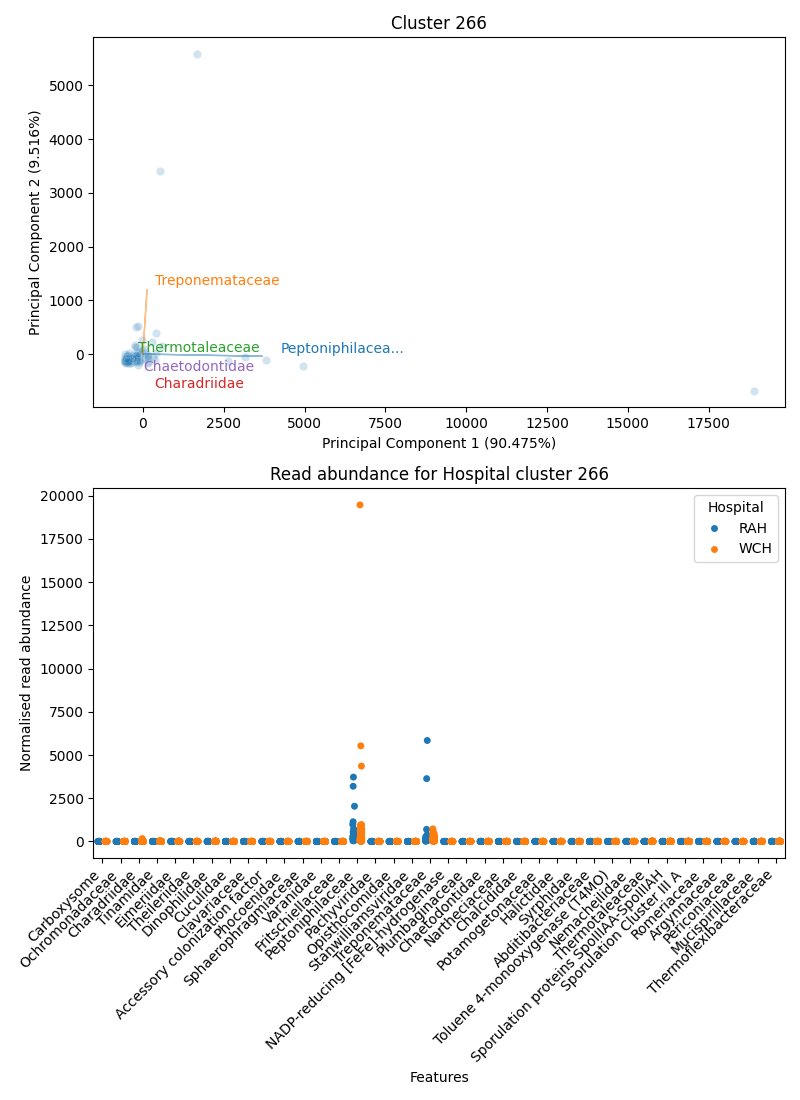 Cluster 266
Principal Component 2 (9.516%)
5000
4000
3000
2000
1000
0
Treponemataceae
Thermotaleaceae
Peptoniphilacea...
Chaetodontidae
Charadriidae
0 2500 5000 7500 10000 12500 15000 17500
Principal Component 1 (90.475%)
Read abundance for Hospital cluster 266
Normalised read abundance
20000
17500
15000
12500
10000
7500
5000
2500
0
Hospital
RAH
WCH
Carboxysome
Ochromonadaceae
Charadriidae
Tinamidae
Eimeriidae
Theileriidae
Dinophilidae
Cuculidae
Clavariaceae
Accessory colonization factor
Phocoenidae
Sphaerophragmiaceae
Varanidae
Fritschiellaceae
Peptoniphilaceae
Pachyviridae
Opisthocomidae
Stanwilliamsviridae
Treponemataceae
NADP-reducing [FeFe]-hydrogenase
Plumbaginaceae
Chaetodontidae
Nartheciaceae
Chalcididae
Potamogetonaceae
Halictidae
Syrphidae
Abditibacteriaceae
Toluene 4-monooxygenase (T4MO)
Nemacheilidae
Thermotaleaceae
Sporulation proteins SpoIIIAA-SpoIIIAH
Sporulation Cluster III A
Romeriaceae
Argynnaceae
Periconiaceae
Mucispirillaceae
Thermoflexibacteraceae
Features